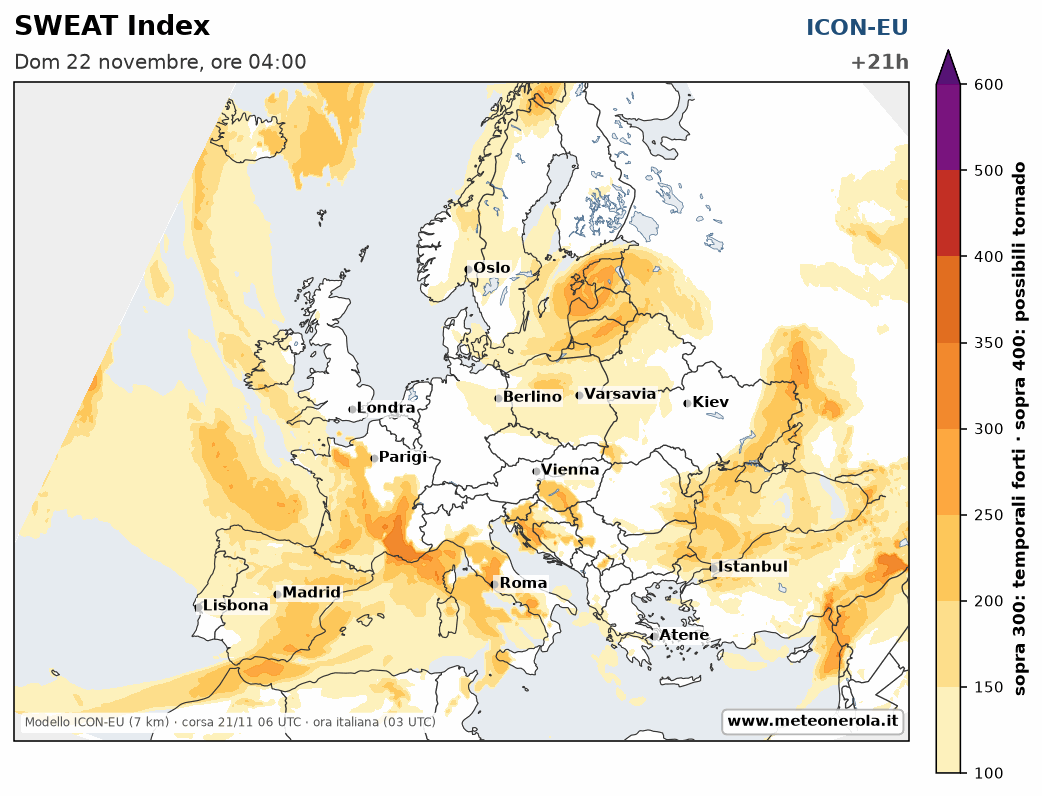 SWEAT Index
ICON-EU
Dom 22 novembre, ore 04:00
+21h
600
500
400
350
300
250
200
150
100
sopra 300: temporali forti · sopra 400: possibili tornado
Oslo
Londra
Berlino
Varsavia
Kiev
Parigi
Vienna
Istanbul
Roma
Madrid
Lisbona
Atene
Modello ICON-EU (7 km) · corsa 21/11 06 UTC · ora italiana (03 UTC)
www.meteonerola.it